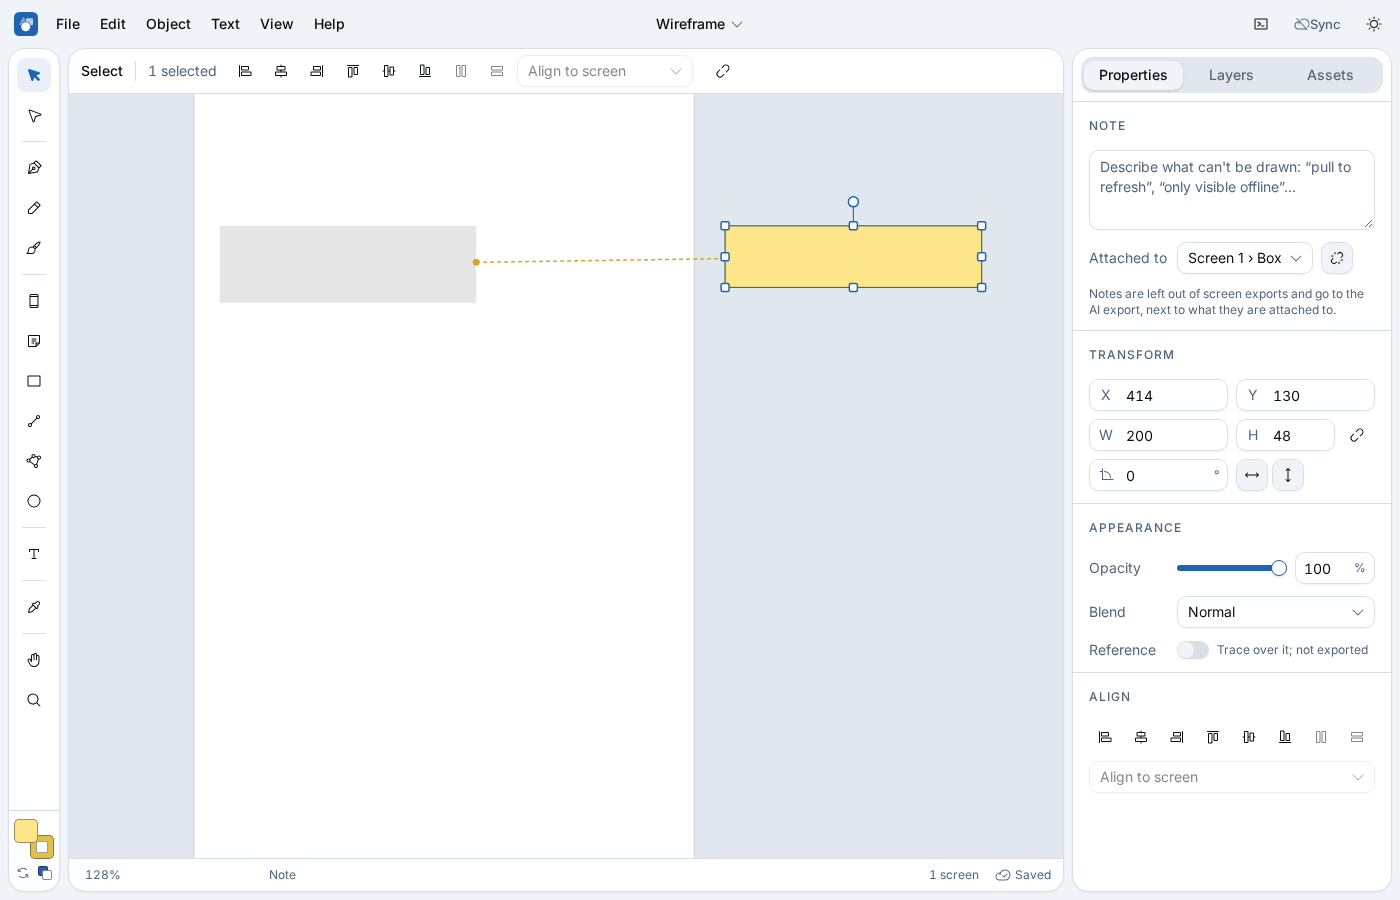 File Edit Object Text View Help
Wireframe
Sync
Select
1 selected
Align to screen
Properties Layers Assets
NOTE
Describe what can't be drawn: “pull to
refresh”, “only visible offline”...
Attached to
Screen 1 › Box
Notes are left out of screen exports and go to the
AI export, next to what they are attached to.
TRANSFORM
X 414
Y 130
W 200
H 48
0 °
APPEARANCE
Opacity
100 %
Blend
Normal
Reference
Trace over it; not exported
ALIGN
Align to screen
128%
Note
1 screen
Saved